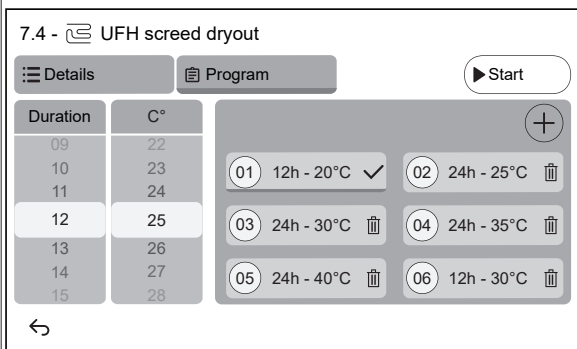 7.4 - UFH screed dryout
Details
Program
Start
Duration
C°
09
22
10
23
11
24
12
25
13
26
14
27
15
28
01 12h - 20°C
02 24h - 25°C
03 24h - 30°C
04 24h - 35°C
05 24h - 40°C
06 12h - 30°C